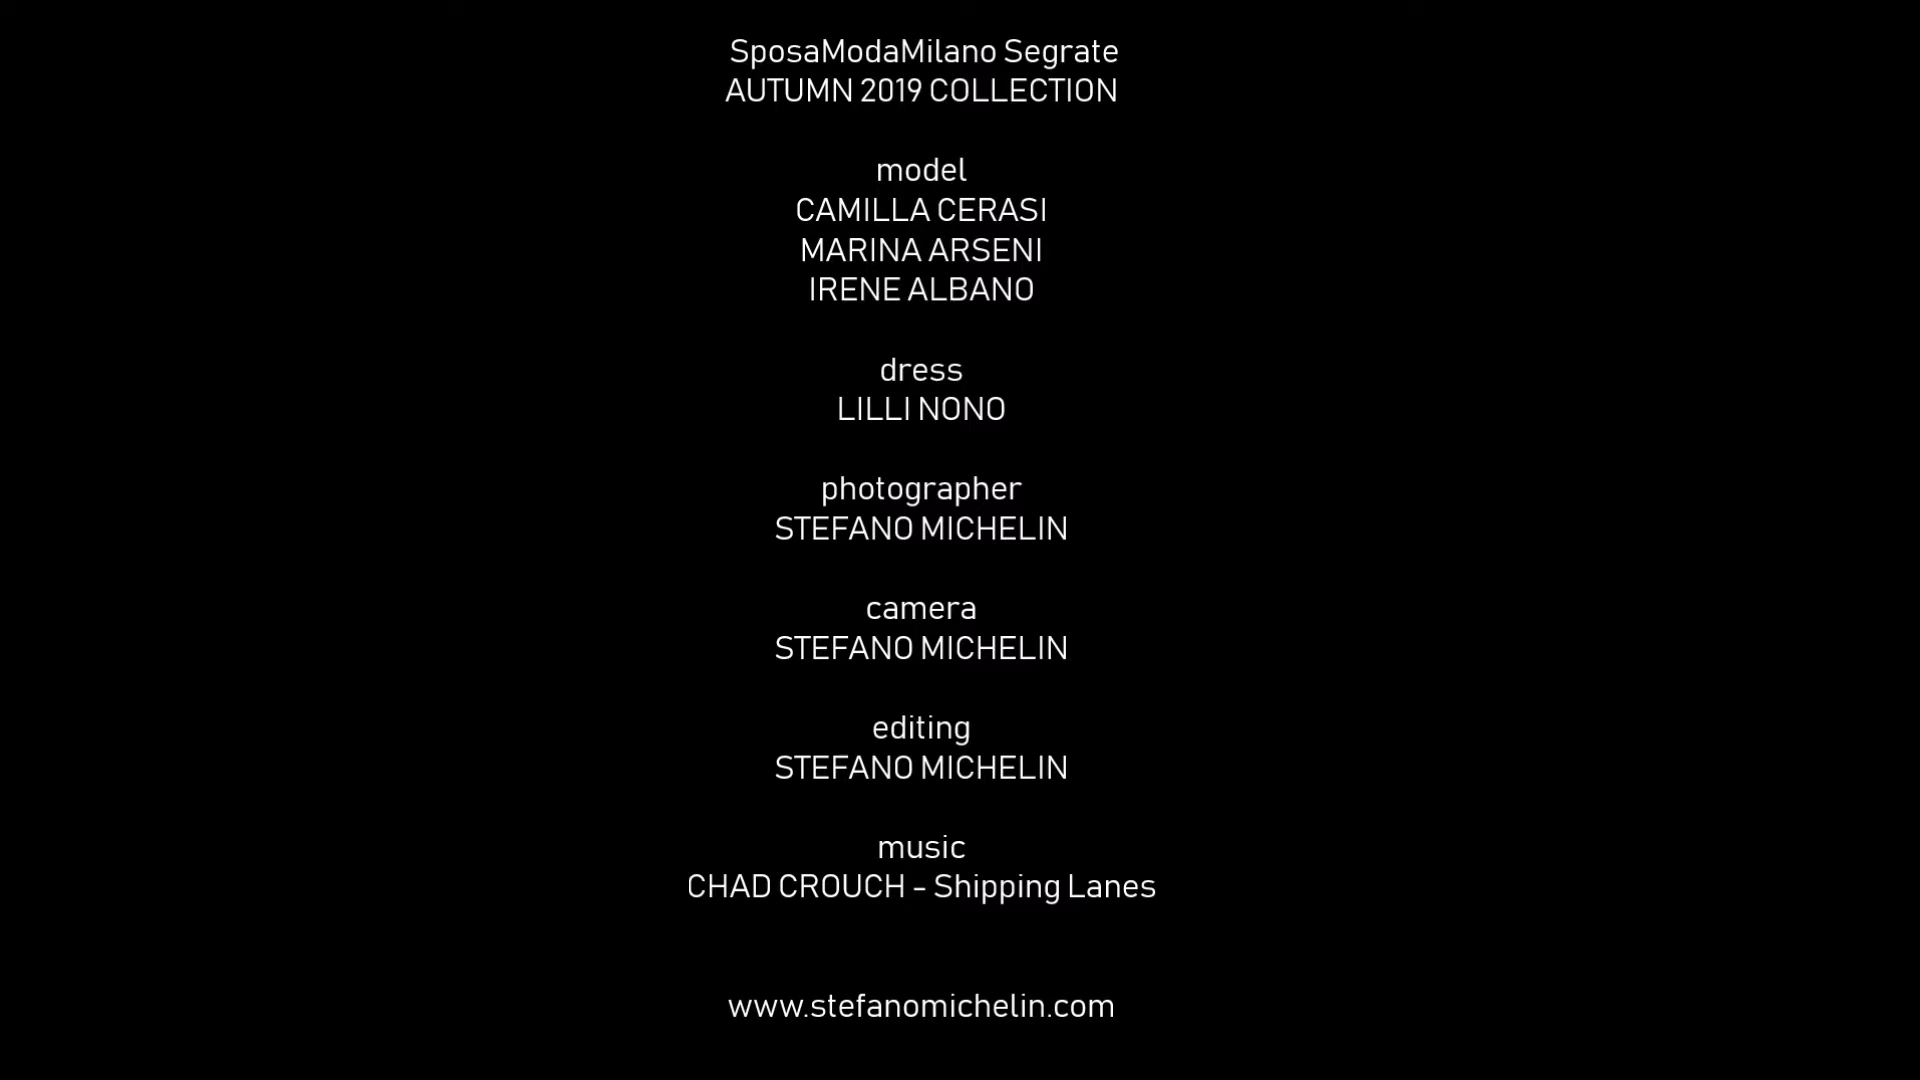 SposaModaMilano Segrate
AUTUMN 2019 COLLECTION
model
CAMILLA CERASI
MARINA ARSENI
IRENE ALBANO
dress
LILLI NONO
photographer
STEFANO MICHELIN
camera
STEFANO MICHELIN
editing
STEFANO MICHELIN
music
CHAD CROUCH - Shipping Lanes
www.stefanomichelin.com